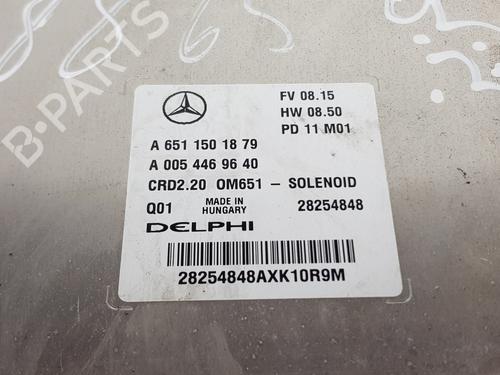 FV 08.15
HW 08.50
PD 11 M01
A 651 150 18 79
A 005 446 96 40
CRD2.20 OM651 – SOLENOID
Q01 MADE IN HUNGARY 28254848
DELPHI
28254848AXK10R9M